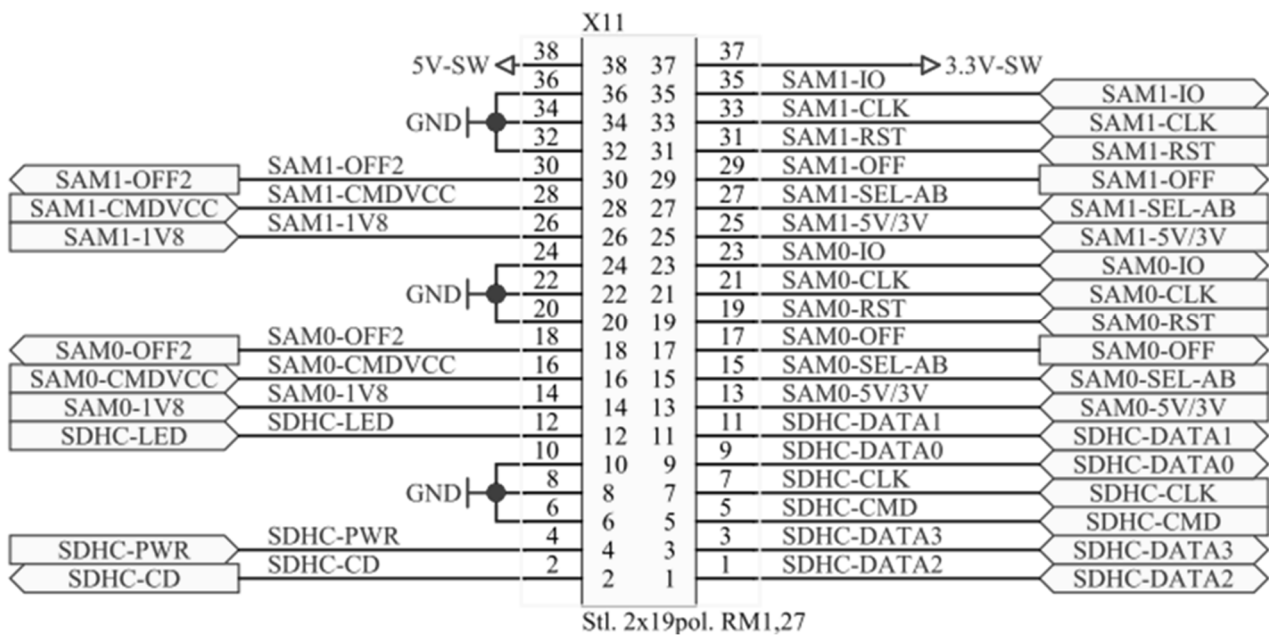 X11
38 37
5V-SW 38 37 3.3V-SW
36 35 SAM1-IO
36 35 SAM1-IO
34 33 SAM1-CLK
GND 34 33 SAM1-CLK
32 31 SAM1-RST
32 31 SAM1-RST
SAM1-OFF2 30 29 SAM1-OFF
SAM1-OFF2 30 29 SAM1-OFF
SAM1-CMDVCC 28 27 SAM1-SEL-AB
SAM1-CMDVCC 28 27 SAM1-SEL-AB
SAM1-1V8 26 25 SAM1-5V/3V
SAM1-1V8 26 25 SAM1-5V/3V
24 23 SAM0-IO
24 23 SAM0-IO
22 21 SAM0-CLK
GND 22 21 SAM0-CLK
20 19 SAM0-RST
20 19 SAM0-RST
SAM0-OFF2 18 17 SAM0-OFF
SAM0-OFF2 18 17 SAM0-OFF
SAM0-CMDVCC 16 15 SAM0-SEL-AB
SAM0-CMDVCC 16 15 SAM0-SEL-AB
SAM0-1V8 14 13 SAM0-5V/3V
SAM0-1V8 14 13 SAM0-5V/3V
SDHC-LED 12 11 SDHC-DATA1
SDHC-LED 12 11 SDHC-DATA1
10 9 SDHC-DATA0
10 9 SDHC-DATA0
8 7 SDHC-CLK
GND 8 7 SDHC-CLK
6 5 SDHC-CMD
6 5 SDHC-CMD
SDHC-PWR 4 3 SDHC-DATA3
SDHC-PWR 4 3 SDHC-DATA3
SDHC-CD 2 1 SDHC-DATA2
SDHC-CD 2 1 SDHC-DATA2
Stl. 2x19pol. RM1,27